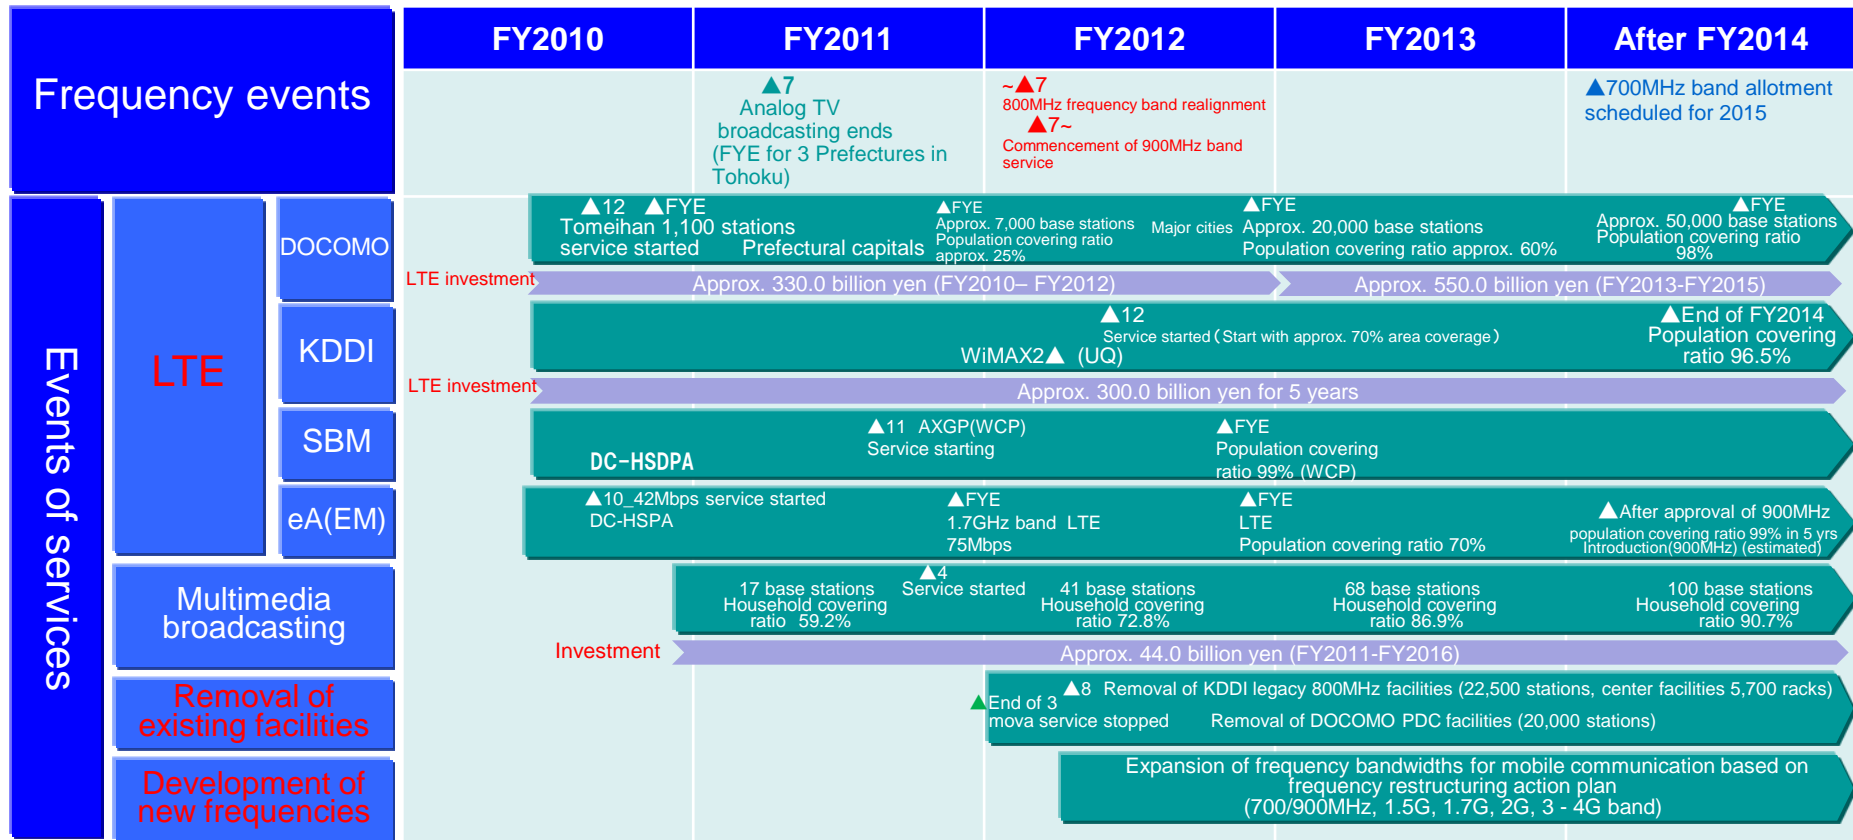 FY2010
FY2011
FY2012
FY2013
After FY2014
Frequency events
▲7
Analog TV
broadcasting ends
(FYE for 3 Prefectures in
Tohoku)
~▲7
800MHz frequency band realignment
▲7~
Commencement of 900MHz band
service
▲700MHz band allotment
scheduled for 2015
Events of services
LTE
DOCOMO
▲12 ▲FYE
Tomeihan 1,100 stations
service started
Prefectural capitals
▲FYE
Approx. 7,000 base stations
Population covering ratio
approx. 25%
Major cities
▲FYE
Approx. 20,000 base stations
Population covering ratio approx. 60%
▲FYE
Approx. 50,000 base stations
Population covering ratio
98%
LTE investment
Approx. 330.0 billion yen (FY2010– FY2012)
Approx. 550.0 billion yen (FY2013-FY2015)
KDDI
▲12
Service started (Start with approx. 70% area coverage)
WiMAX2▲ (UQ)
▲End of FY2014
Population covering
ratio 96.5%
LTE investment
Approx. 300.0 billion yen for 5 years
SBM
DC-HSDPA
▲11 AXGP(WCP)
Service starting
▲FYE
Population covering
ratio 99% (WCP)
eA(EM)
▲10_42Mbps service started
DC-HSPA
▲FYE
1.7GHz band LTE
75Mbps
▲FYE
LTE
Population covering ratio 70%
▲After approval of 900MHz
population covering ratio 99% in 5 yrs
Introduction(900MHz) (estimated)
Multimedia
broadcasting
17 base stations
Household covering
ratio 59.2%
▲4
Service started
41 base stations
Household covering
ratio 72.8%
68 base stations
Household covering
ratio 86.9%
100 base stations
Household covering
ratio 90.7%
Investment
Approx. 44.0 billion yen (FY2011-FY2016)
Removal of
existing facilities
▲End of 3
mova service stopped
▲8 Removal of KDDI legacy 800MHz facilities (22,500 stations, center facilities 5,700 racks)
Removal of DOCOMO PDC facilities (20,000 stations)
Development of
new frequencies
Expansion of frequency bandwidths for mobile communication based on
frequency restructuring action plan
(700/900MHz, 1.5G, 1.7G, 2G, 3 - 4G band)